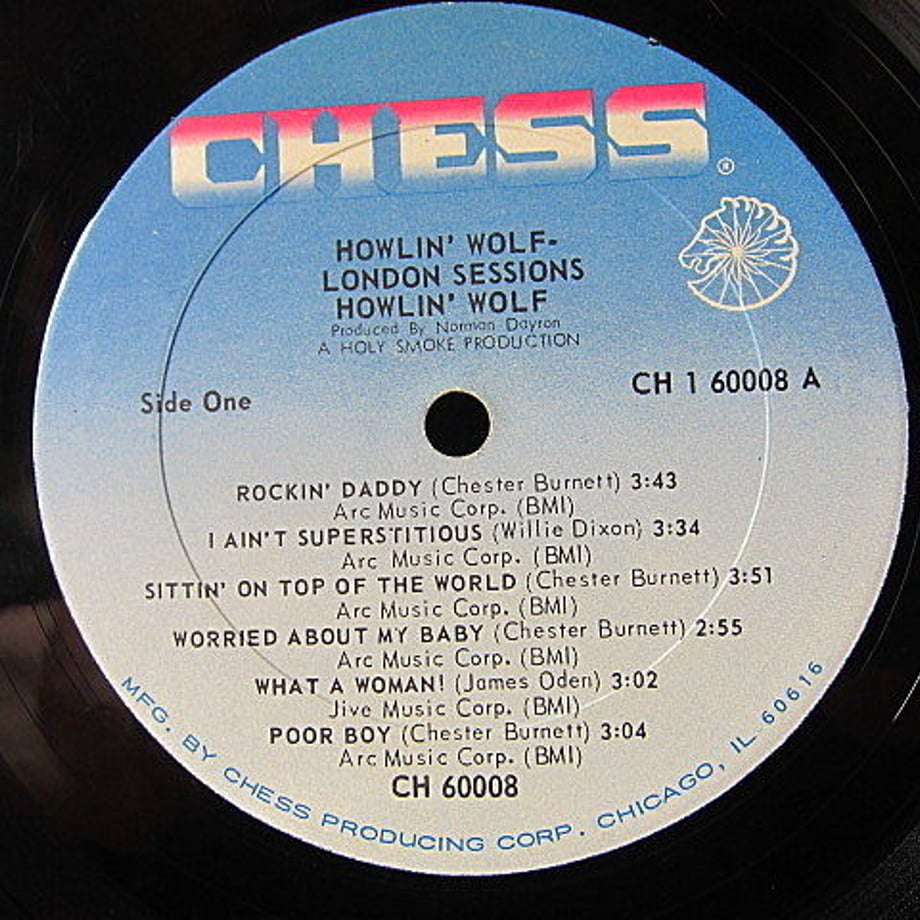 CHESS®
HOWLIN' WOLF-
LONDON SESSIONS
HOWLIN' WOLF
Produced By Norman Dayron
A HOLY SMOKE PRODUCTION
Side One
CH 1 60008 A
ROCKIN' DADDY (Chester Burnett) 3:43
Arc Music Corp. (BMI)
I AIN'T SUPERSTITIOUS (Willie Dixon) 3:34
Arc Music Corp. (BMI)
SITTIN' ON TOP OF THE WORLD (Chester Burnett) 3:51
Arc Music Corp. (BMI)
WORRIED ABOUT MY BABY (Chester Burnett) 2:55
Arc Music Corp. (BMI)
WHAT A WOMAN! (James Oden) 3:02
Jive Music Corp. (BMI)
POOR BOY (Chester Burnett) 3:04
Arc Music Corp. (BMI)
CH 60008
MFG. BY CHESS PRODUCING CORP. CHICAGO, IL 60616